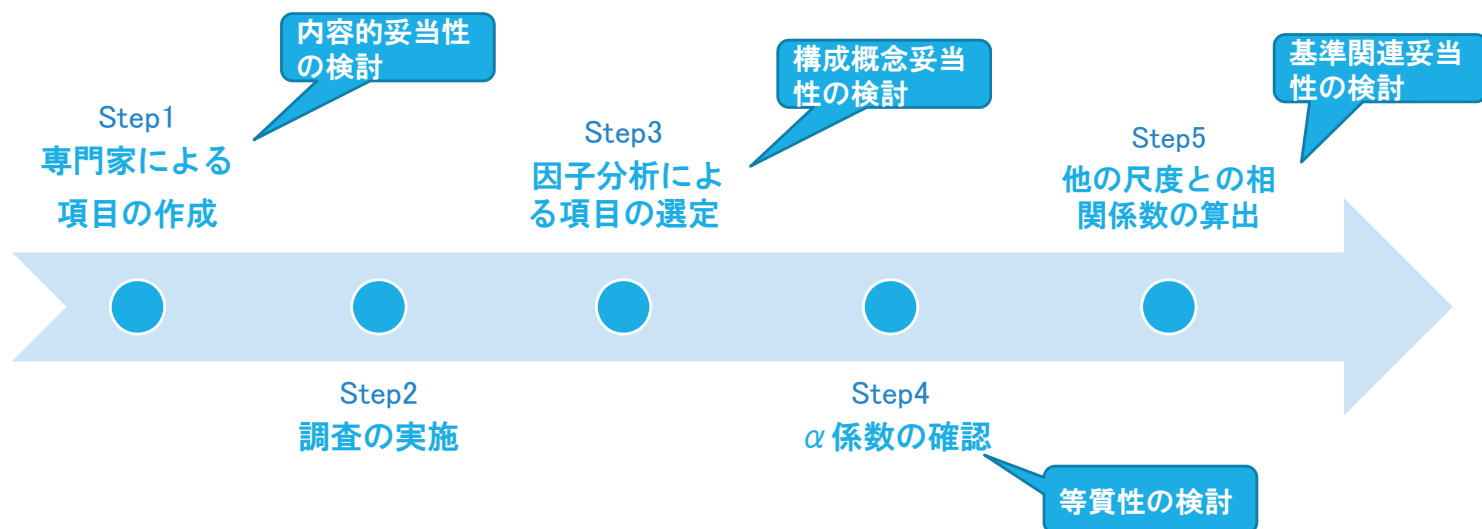 内容的妥当性
の検討
Step1
専門家による
項目の作成
Step2
調査の実施
構成概念妥当
性の検討
Step3
因子分析によ
る項目の選定
Step4
α係数の確認
等質性の検討
基準関連妥当
性の検討
Step5
他の尺度との相
関係数の算出